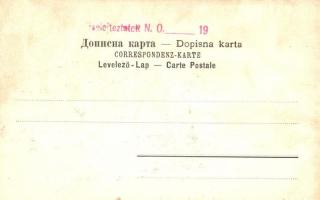 N. O. 19
Дописна карта — Dopisna karta
CORRESPONDENZ-KARTE
Levelező-Lap — Carte Postale